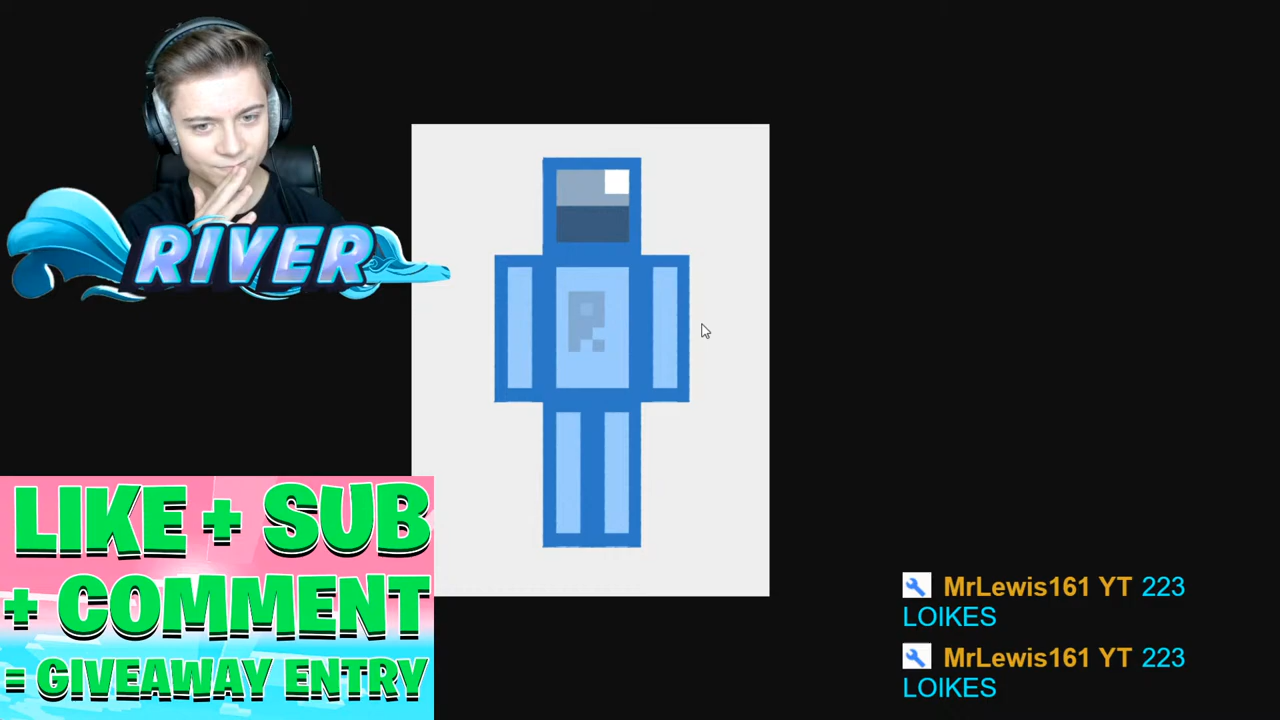 RIVER
R
LIKE + SUB
+ COMMENT
= GIVEAWAY ENTRY
MrLewis161 YT 223
LOIKES
MrLewis161 YT 223
LOIKES